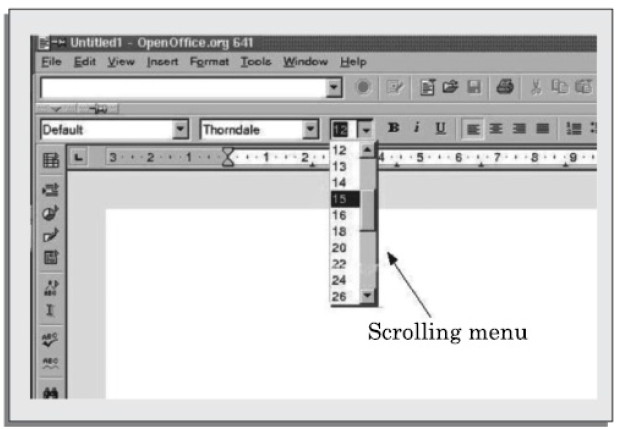 Untitled1 - OpenOffice.org 641
File Edit View Insert Format Tools Window Help
Default Thorndale 12 B i U
3 2 1 1 2 4 5 6 7 8 9
12
13
14
15
16
18
20
22
24
26
Scrolling menu
ABC
ABC